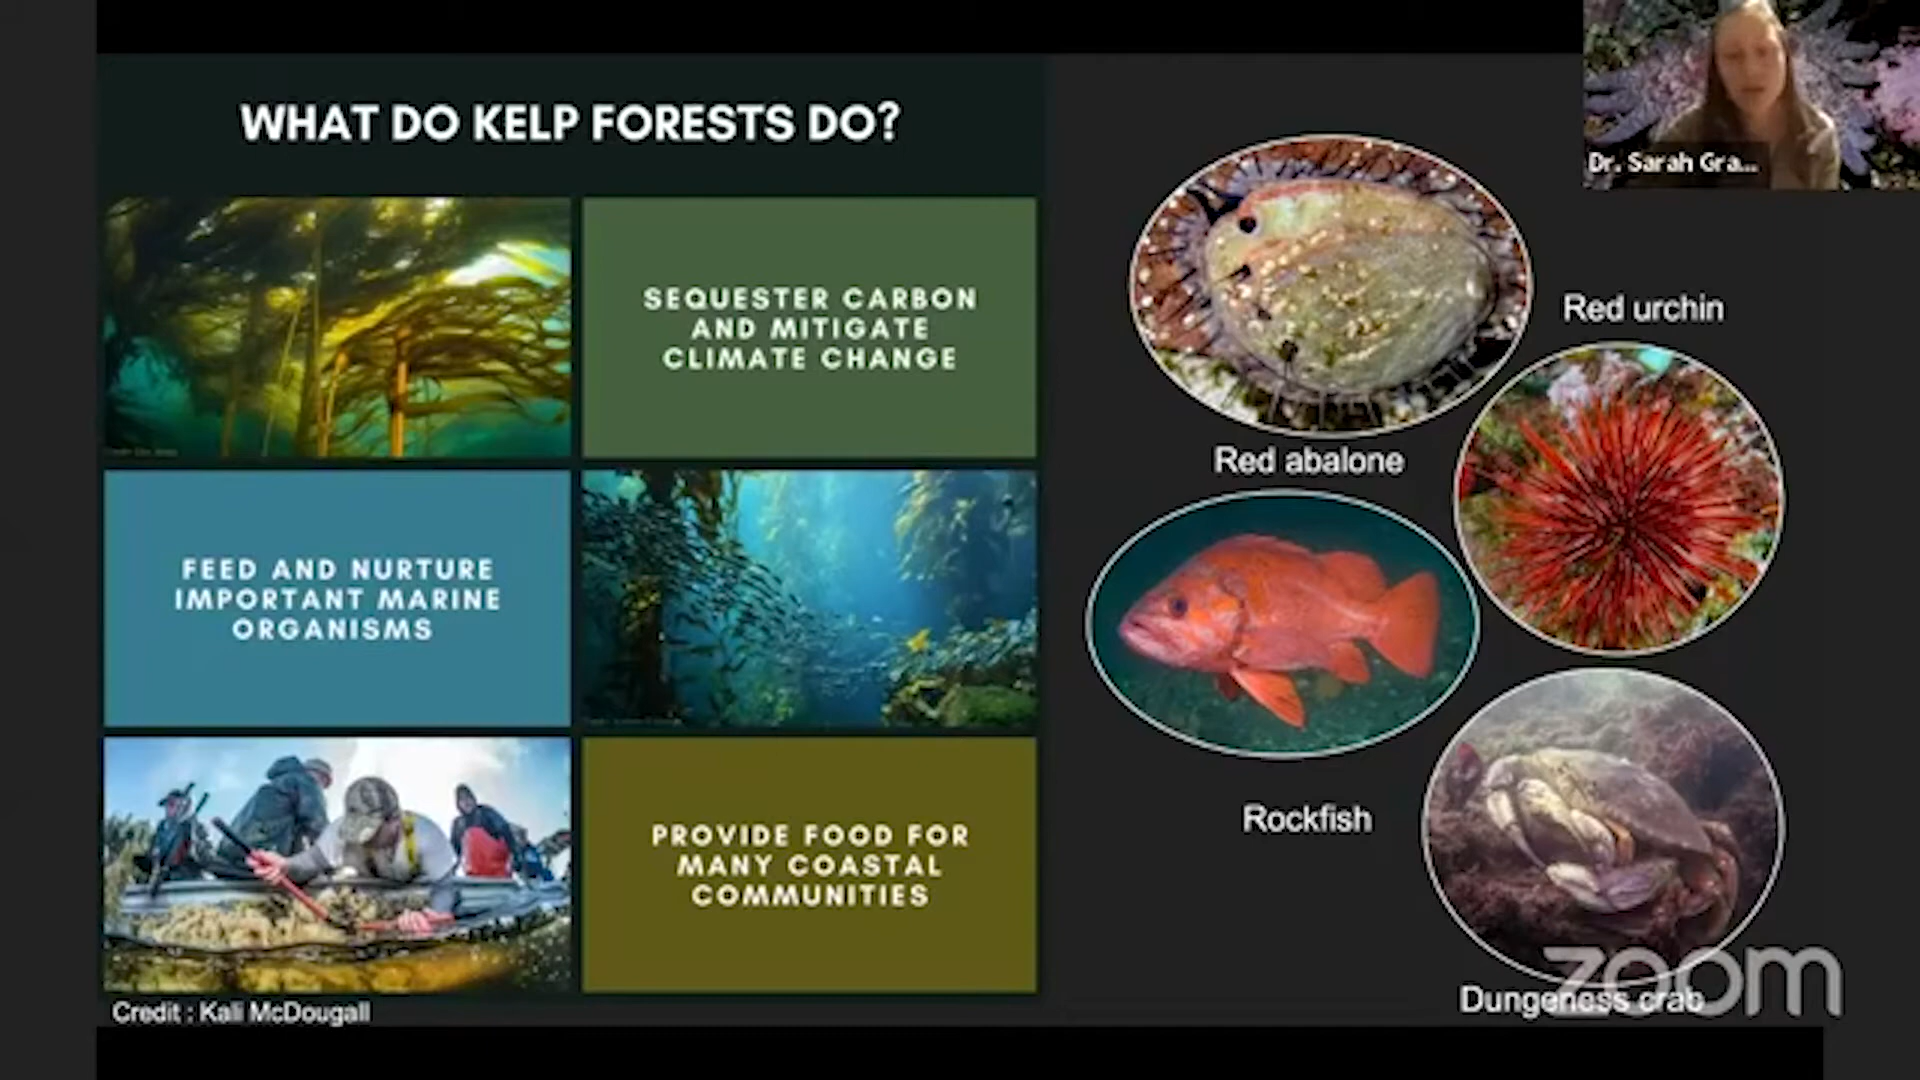 WHAT DO KELP FORESTS DO?
SEQUESTER CARBON
AND MITIGATE
CLIMATE CHANGE
FEED AND NURTURE
IMPORTANT MARINE
ORGANISMS
PROVIDE FOOD FOR
MANY COASTAL
COMMUNITIES
Credit : Kali McDougall
Dr. Sarah Gra...
Red urchin
Red abalone
Rockfish
Dungeness crab
zoom